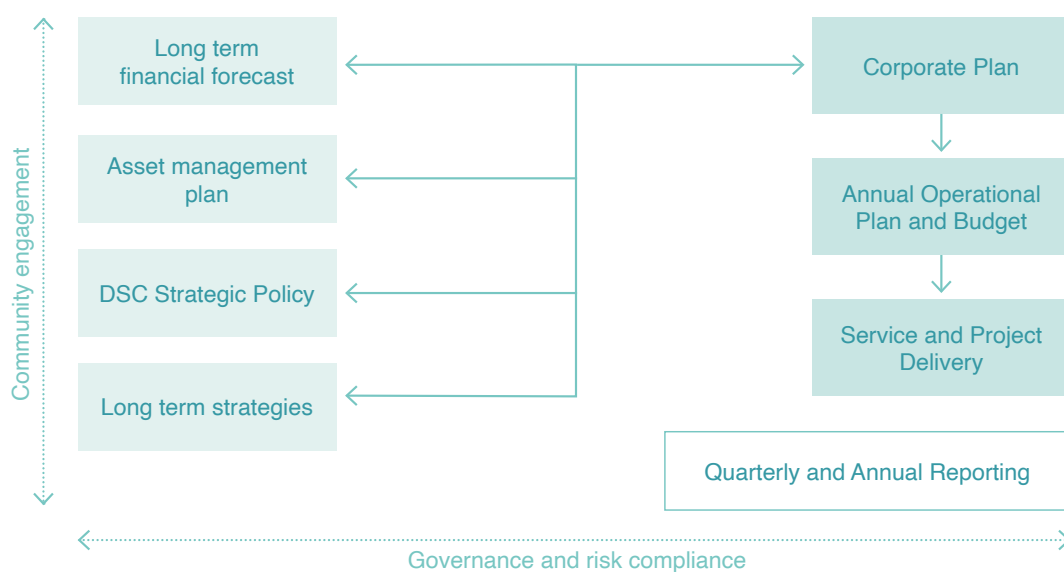 Long term
financial forecast
Asset management
plan
DSC Strategic Policy
Long term strategies
Corporate Plan
Annual Operational
Plan and Budget
Service and Project
Delivery
Quarterly and Annual Reporting
Community engagement
Governance and risk compliance